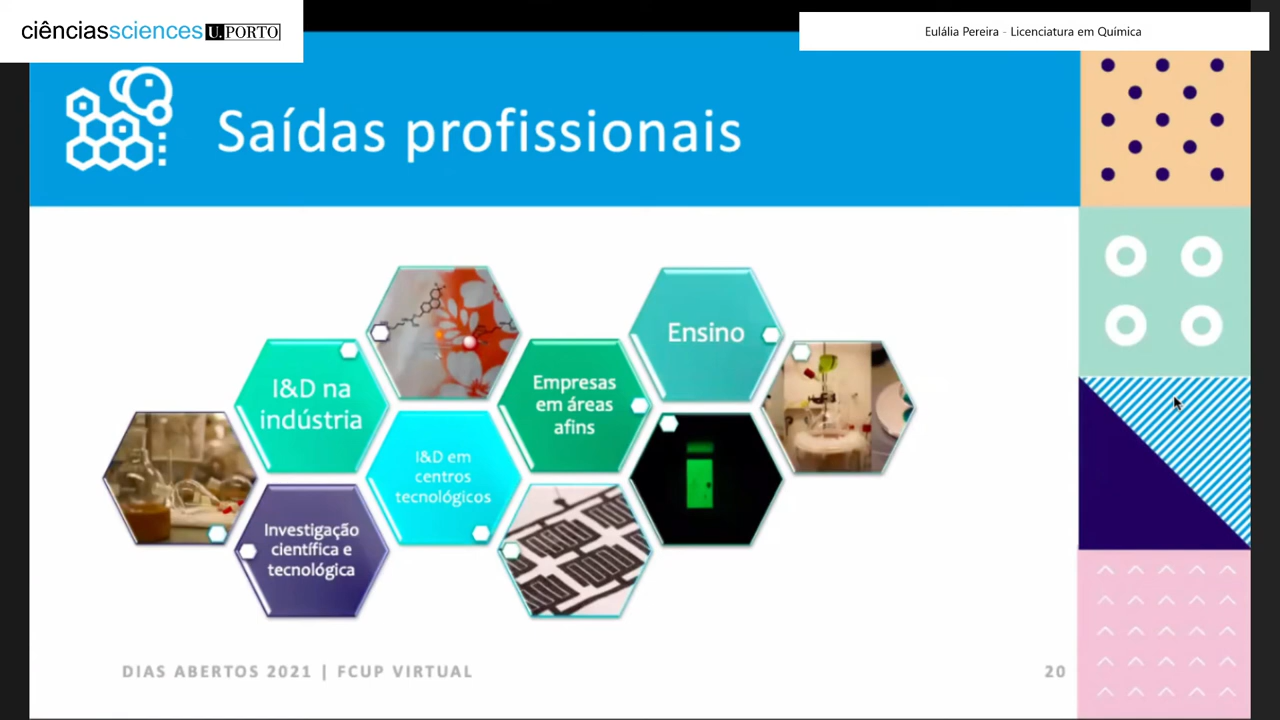 ciênciassciences U.PORTO
Eulália Pereira - Licenciatura em Química
Saídas profissionais
Ensino
I&D na
indústria
Empresas
em áreas
afins
I&D em
centros
tecnológicos
Investigação
científica e
tecnológica
DIAS ABERTOS 2021 | FCUP VIRTUAL
20